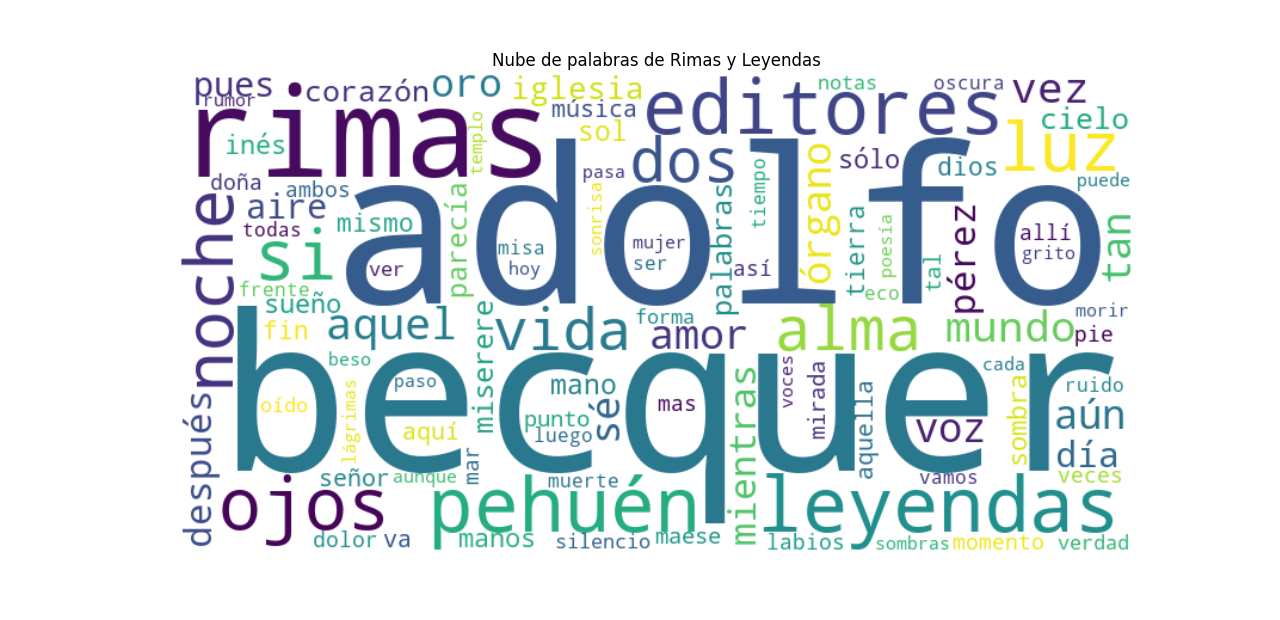 Nube de palabras de Rimas y Leyendas
pues
rumor
corazón
oro
iglesia
música
editores
notas
oscura
vez
cielo
rimas
inés
templo
sol
dos
pasa
órgano
sólo
dios
luz
puede
doña
ambos
aire
todas
mismo
parecía
adolfo
sonrisa
palabras
tiempo
tierra
poesía
tal
pérez
allí
grito
tan
noche
si
ver
misa
hoy
mujer
ser
así
eco
frente
sueño
fin
aquel
miserere
vida
forma
amor
alma
mundo
morir
pie
beso
becquer
paso
mano
punto
luego
sé
mas
mientras
voces
mirada
aquella
voz
cada
sombra
ruido
aún
día
veces
después
oído
lágrimas
aquí
ojos
señor
aunque
mar
muerte
vamos
pehuén
leyendas
dolor
va
manos
silencio
maese
labios
sombras
momento
verdad